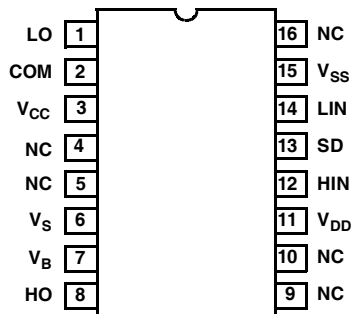 LO 1 16 NC
COM 2 15 VSS
VCC 3 14 LIN
NC 4 13 SD
NC 5 12 HIN
VS 6 11 VDD
VB 7 10 NC
HO 8 9 NC